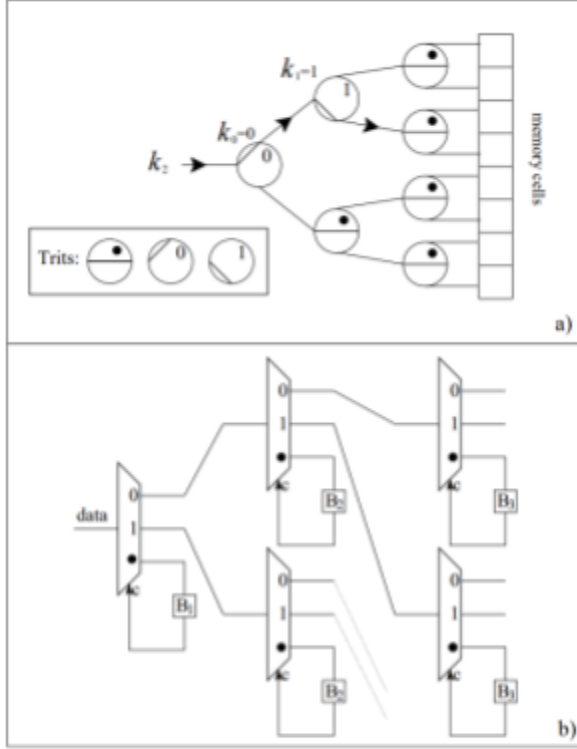 k₁=1
1
k₀=0
0
k₂
memory cells
Trits: 0 1
a)
0
1
c
B₂
0
1
c
B₃
data
0
1
c
B₁
0
1
c
B₂
0
1
c
B₃
b)